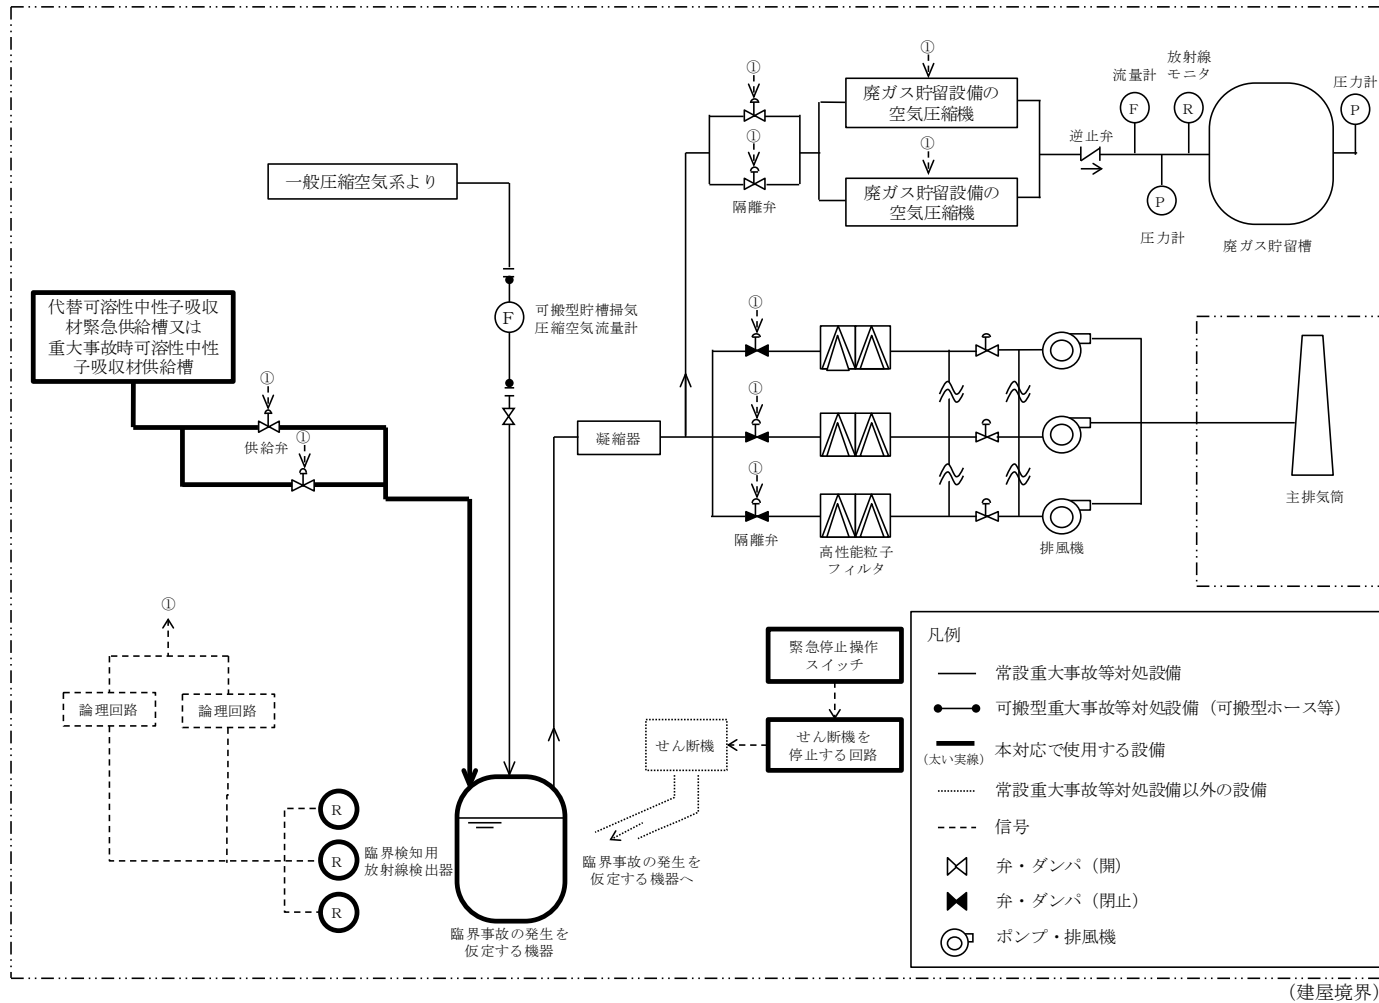 ①
廃ガス貯留設備の
空気圧縮機
①
①
隔離弁
①
廃ガス貯留設備の
空気圧縮機
逆止弁
流量計
F
放射線
モニタ
R
P
圧力計
圧力計
P
廃ガス貯留槽
一般圧縮空気系より
F
可搬型貯槽掃気
圧縮空気流量計
代替可溶性中性子吸収
材緊急供給槽又は
重大事故時可溶性中性
子吸収材供給槽
①
供給弁
①
凝縮器
①
①
①
隔離弁
高性能粒子
フィルタ
排風機
主排気筒
①
論理回路
論理回路
R
R
R
臨界検知用
放射線検出器
臨界事故の発生を
仮定する機器
緊急停止操作
スイッチ
せん断機を
停止する回路
せん断機
臨界事故の発生を
仮定する機器へ
凡例
常設重大事故等対処設備
可搬型重大事故等対処設備（可搬型ホース等）
本対応で使用する設備
（太い実線）
常設重大事故等対処設備以外の設備
信号
弁・ダンパ（開）
弁・ダンパ（閉止）
ポンプ・排風機
（建屋境界）